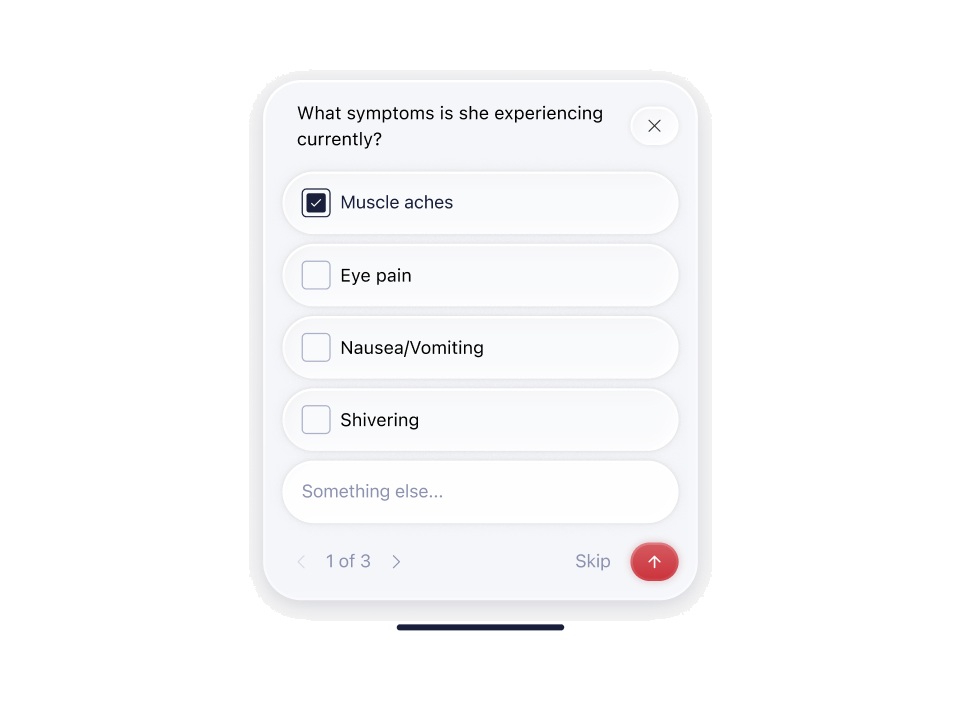 What symptoms is she experiencing
currently?
Muscle aches
Eye pain
Nausea/Vomiting
Shivering
Something else...
1 of 3
Skip